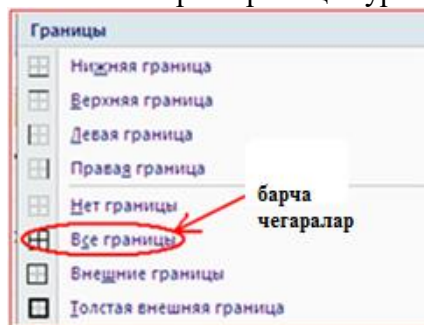 Границы
Нижняя граница
Верхняя граница
Левая граница
Правая граница
Нет границы
барча
чегаралар
Все границы
Внешние границы
Толстая внешняя граница